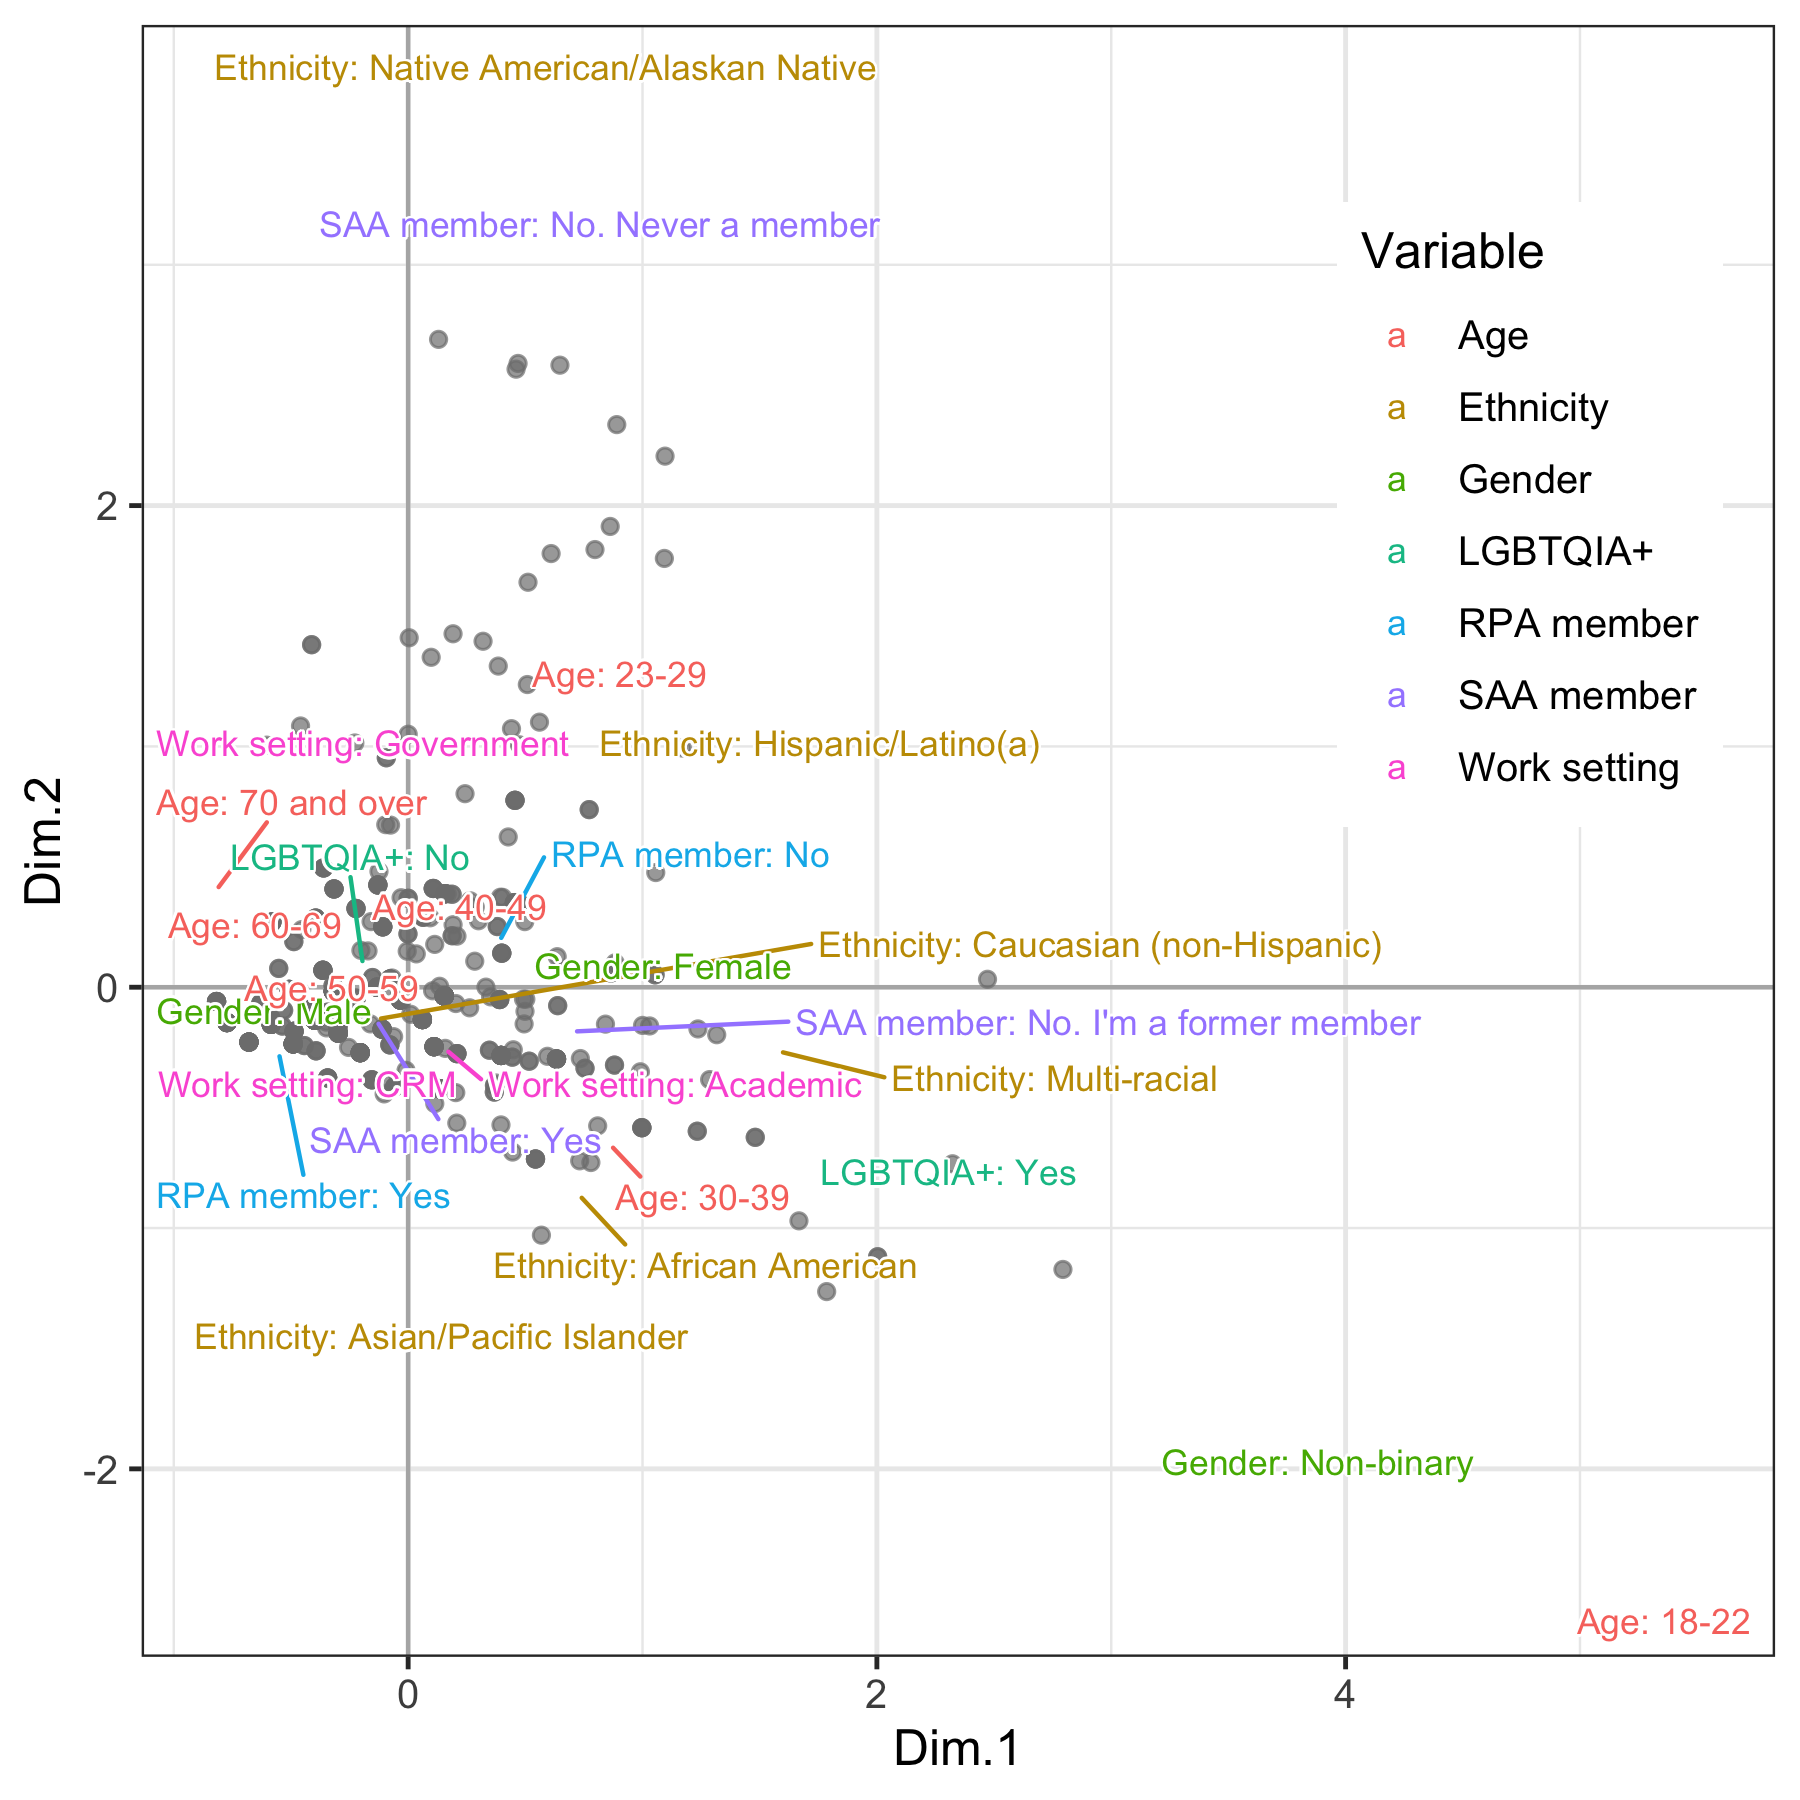 Ethnicity: Native American/Alaskan Native
SAA member: No. Never a member
Variable
a Age
a Ethnicity
a Gender
a LGBTQIA+
a RPA member
a SAA member
a Work setting
Age: 23-29
Work setting: Government
Ethnicity: Hispanic/Latino(a)
Age: 70 and over
LGBTQIA+: No
RPA member: No
Age: 40-49
Age: 60-69
Ethnicity: Caucasian (non-Hispanic)
Gender: Female
Age: 50-59
Gender: Male
SAA member: No. I'm a former member
Work setting: CRM
Work setting: Academic
Ethnicity: Multi-racial
SAA member: Yes
LGBTQIA+: Yes
RPA member: Yes
Age: 30-39
Ethnicity: African American
Ethnicity: Asian/Pacific Islander
Gender: Non-binary
Age: 18-22
2
0
-2
Dim.2
0
2
4
Dim.1